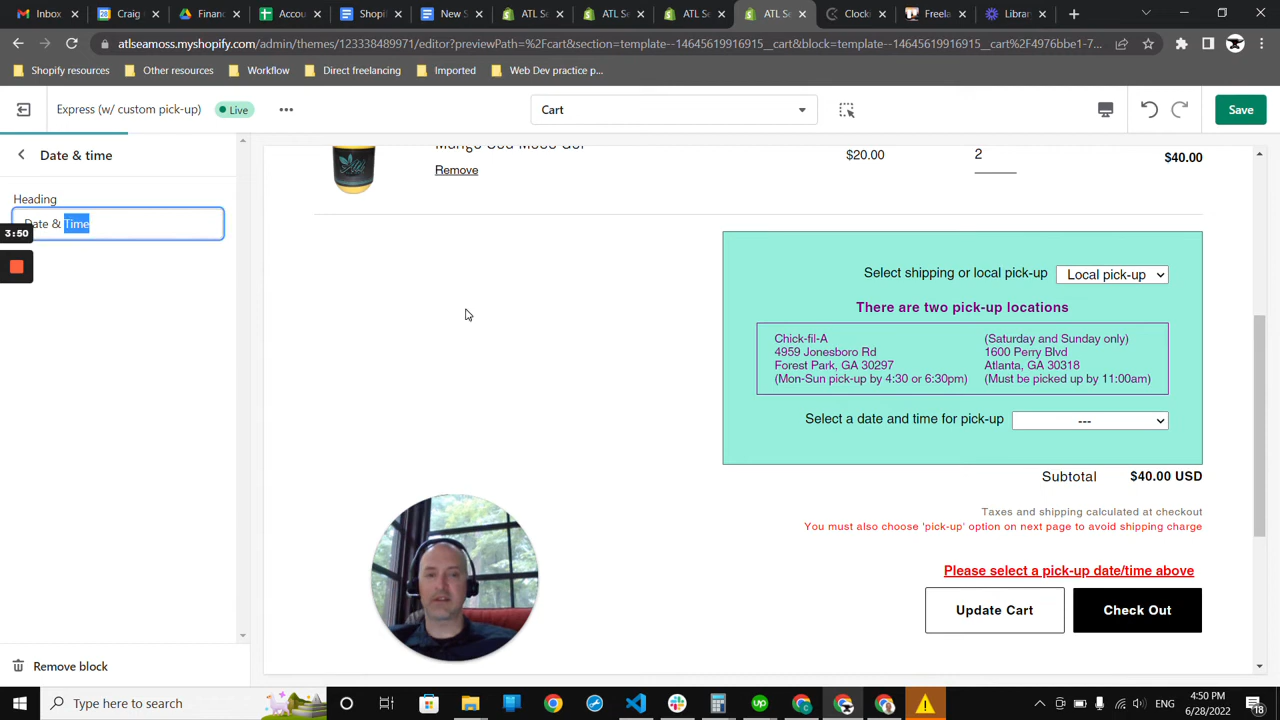 Inbox
Craig
Financ
Accou
Shopif
New S
ATL Se
ATL Se
ATL Se
ATL Se
Clocki
Freela
Librar
atlseamoss.myshopify.com/admin/themes/123338489971/editor?previewPath=%2Fcart&section=template--14645619916915__cart&block=template--14645619916915__cart%2F4976bbe1-7...
Shopify resources
Other resources
Workflow
Direct freelancing
Imported
Web Dev practice p...
Express (w/ custom pick-up)
Live
Cart
Save
Date & time
Heading
Date & Time
3:50
Remove
$20.00
2
$40.00
Select shipping or local pick-up
Local pick-up
There are two pick-up locations
Chick-fil-A
4959 Jonesboro Rd
Forest Park, GA 30297
(Mon-Sun pick-up by 4:30 or 6:30pm)
(Saturday and Sunday only)
1600 Perry Blvd
Atlanta, GA 30318
(Must be picked up by 11:00am)
Select a date and time for pick-up
---
Subtotal
$40.00 USD
Taxes and shipping calculated at checkout
You must also choose 'pick-up' option on next page to avoid shipping charge
Please select a pick-up date/time above
Update Cart
Check Out
Remove block
Type here to search
4:50 PM
6/28/2022
18